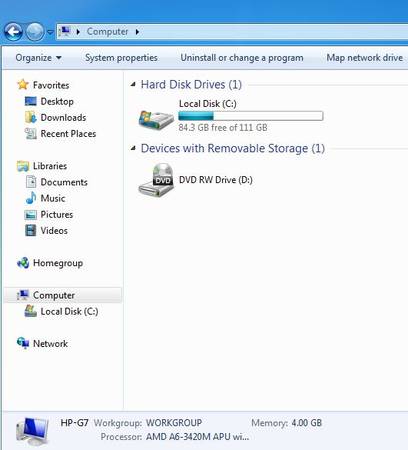 Computer
Organize
System properties
Uninstall or change a program
Map network drive
Favorites
Desktop
Downloads
Recent Places
Libraries
Documents
Music
Pictures
Videos
Homegroup
Computer
Local Disk (C:)
Network
Hard Disk Drives (1)
Local Disk (C:)
84.3 GB free of 111 GB
Devices with Removable Storage (1)
DVD
DVD RW Drive (D:)
HP-G7 Workgroup: WORKGROUP Memory: 4.00 GB
Processor: AMD A6-3420M APU wi...